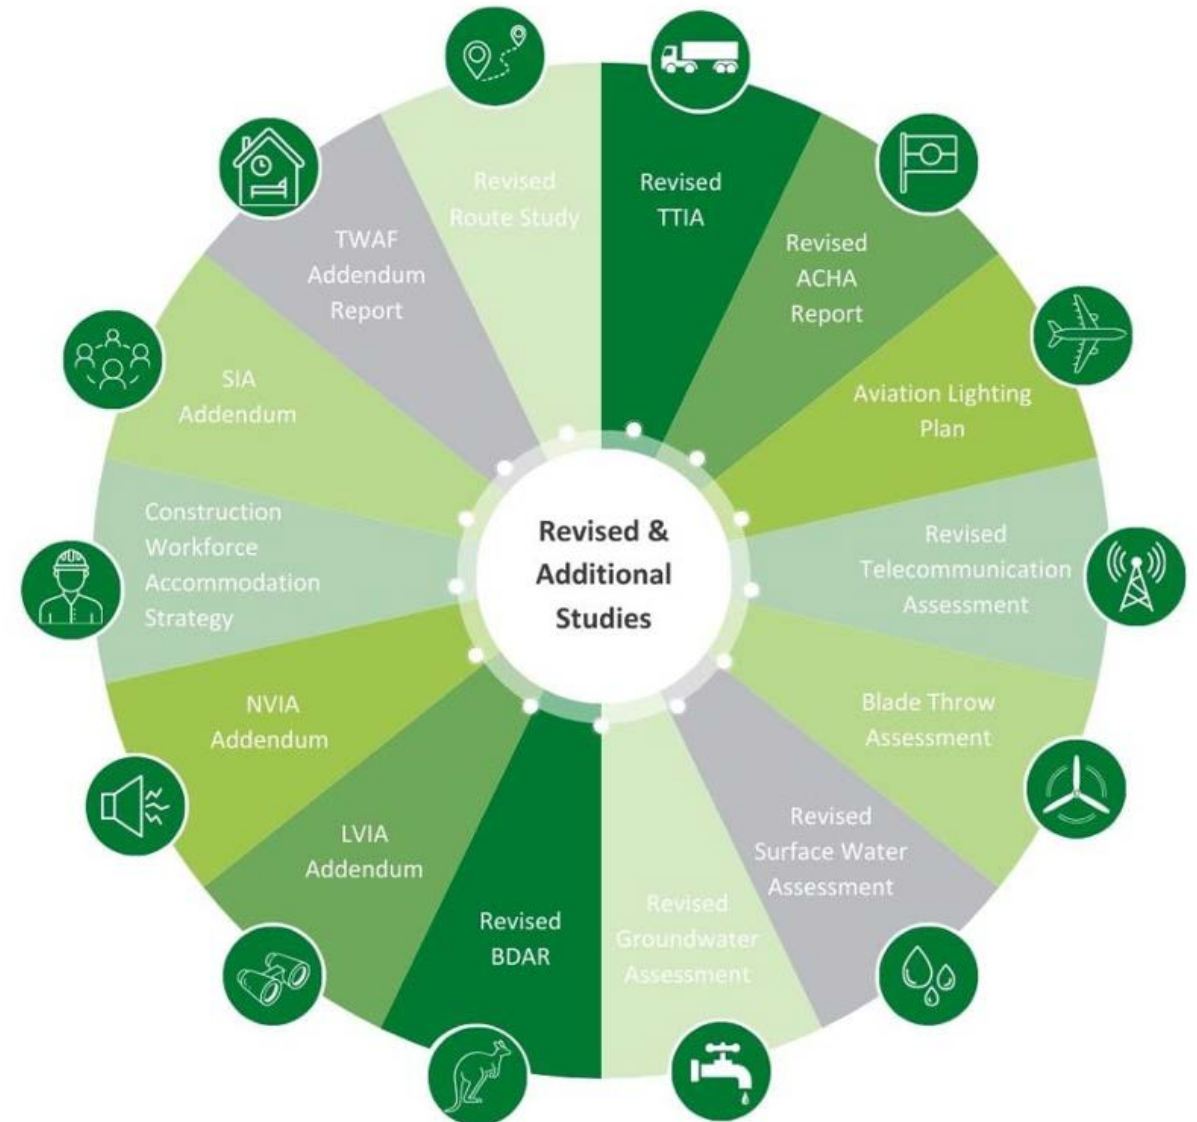 Revised & 
Additional
Studies
Revised
TTIA
Revised
ACHA
Report
Aviation Lighting
Plan
Revised
Telecommunication
Assessment
Blade Throw
Assessment
Revised
Surface Water
Assessment
Revised
Groundwater
Assessment
Revised
BDAR
LVIA
Addendum
NVIA
Addendum
Construction
Workforce
Accommodation
Strategy
SIA
Addendum
TWAF
Addendum
Report
Revised
Route Study